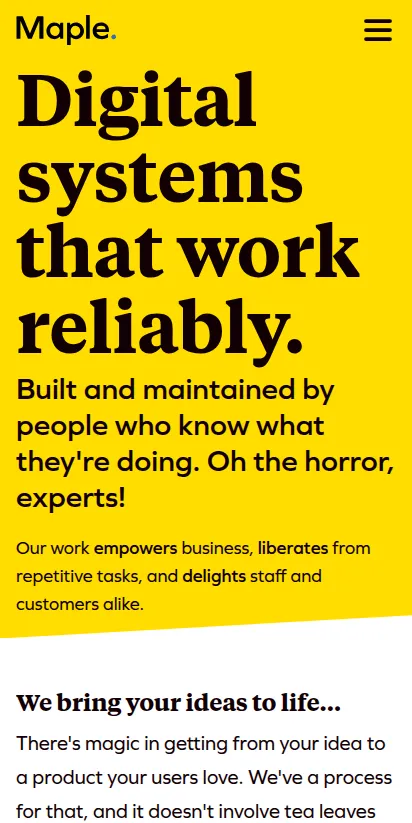 Maple.
Digital
systems
that work
reliably.
Built and maintained by
people who know what
they're doing. Oh the horror,
experts!
Our work empowers business, liberates from
repetitive tasks, and delights staff and
customers alike.
We bring your ideas to life...
There's magic in getting from your idea to
a product your users love. We've a process
for that, and it doesn't involve tea leaves